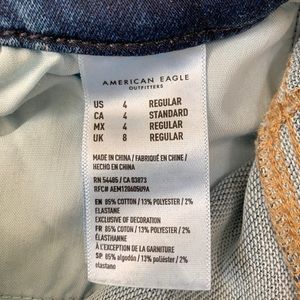 AMERICAN EAGLE
OUTFITTERS
US 4 REGULAR
CA 4 STANDARD
MX 4 REGULAR
UK 8 REGULAR
MADE IN CHINA / FABRIQUÉ EN CHINE /
HECHO EN CHINA
RN 54485 / CA 03873
RFC# AEM120605U9A
EN 85% COTTON / 13% POLYESTER / 2%
ELASTANE
EXCLUSIVE OF DECORATION
FR 85% COTON / 13% POLYESTER / 2%
ÉLASTHANNE
À L'EXCEPTION DE LA GARNITURE
SP 85% algodón / 13% poliéster / 2%
elastano